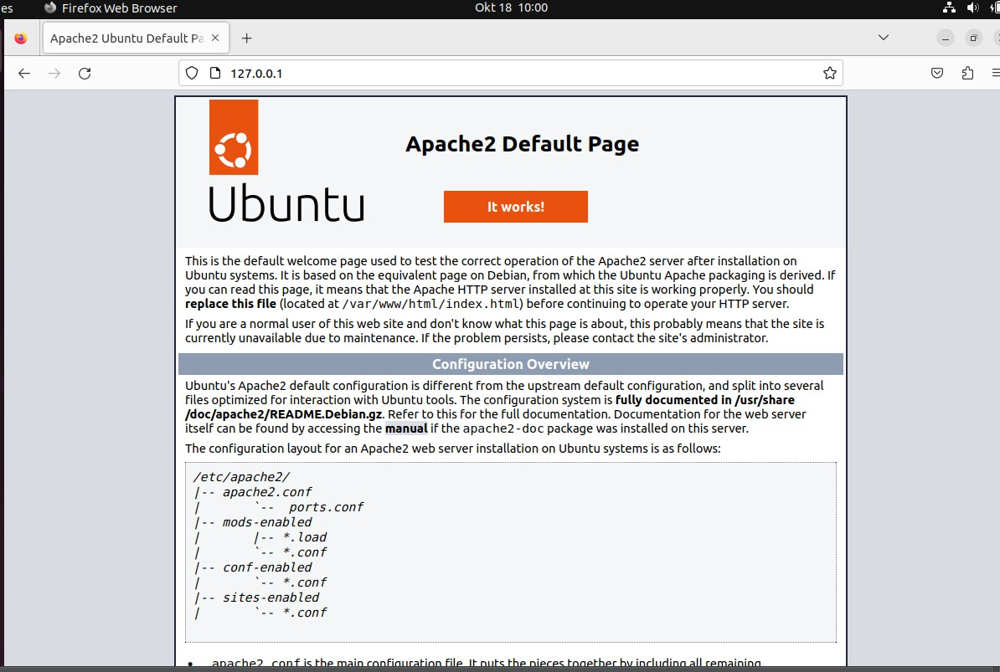 es Firefox Web Browser Okt 18 10:00
Apache2 Ubuntu Default Pa
127.0.0.1
Apache2 Default Page
Ubuntu
It works!
This is the default welcome page used to test the correct operation of the Apache2 server after installation on
Ubuntu systems. It is based on the equivalent page on Debian, from which the Ubuntu Apache packaging is derived. If
you can read this page, it means that the Apache HTTP server installed at this site is working properly. You should
replace this file (located at /var/www/html/index.html) before continuing to operate your HTTP server.
If you are a normal user of this web site and don't know what this page is about, this probably means that the site is
currently unavailable due to maintenance. If the problem persists, please contact the site's administrator.
Configuration Overview
Ubuntu's Apache2 default configuration is different from the upstream default configuration, and split into several
files optimized for interaction with Ubuntu tools. The configuration system is fully documented in /usr/share
/doc/apache2/README.Debian.gz. Refer to this for the full documentation. Documentation for the web server
itself can be found by accessing the manual if the apache2-doc package was installed on this server.
The configuration layout for an Apache2 web server installation on Ubuntu systems is as follows:
/etc/apache2/
|-- apache2.conf
|       `--  ports.conf
|-- mods-enabled
|       |-- *.load
|       `-- *.conf
|-- conf-enabled
|       `-- *.conf
|-- sites-enabled
|       `-- *.conf
• apache2.conf is the main configuration file. It puts the pieces together by including all remaining